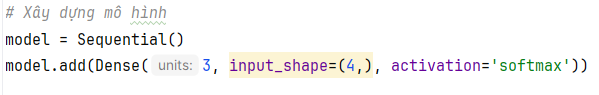 # Xây dựng mô hình
model = Sequential()
model.add(Dense( units: 3, input_shape=(4,), activation='softmax'))